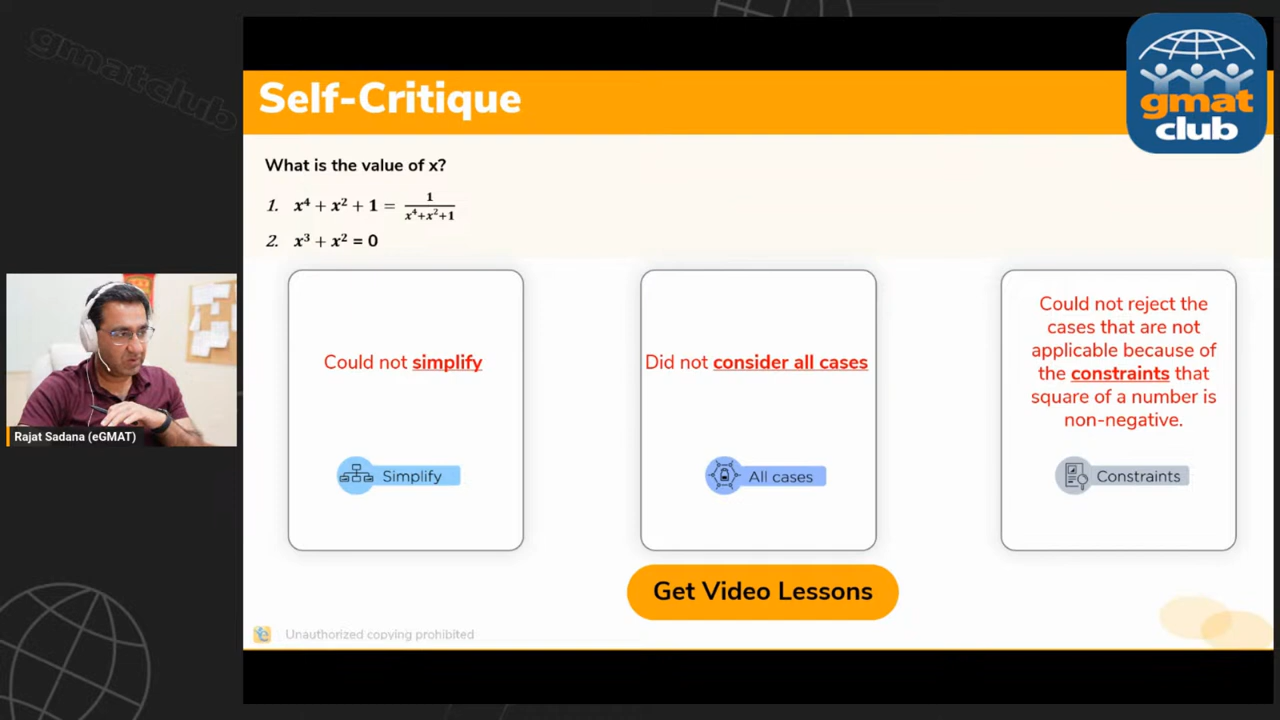 gmatclub
gmat
club
Self-Critique
What is the value of x?
1. x⁴ + x² + 1 = 1/(x⁴+x²+1)
2. x³ + x² = 0
Could not simplify
Simplify
Did not consider all cases
All cases
Could not reject the
cases that are not
applicable because of
the constraints that
square of a number is
non-negative.
Constraints
Rajat Sadana (eGMAT)
Get Video Lessons
e
Unauthorized copying prohibited